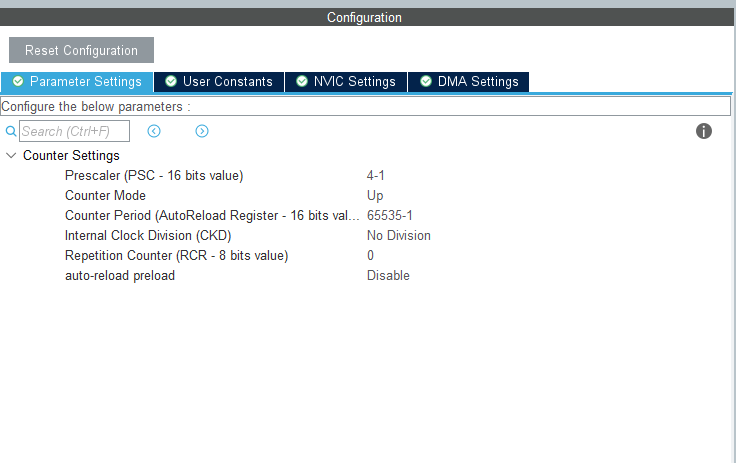 Configuration
Reset Configuration
Parameter Settings User Constants NVIC Settings DMA Settings
Configure the below parameters :
Search (Ctrl+F)
Counter Settings
Prescaler (PSC - 16 bits value) 4-1
Counter Mode Up
Counter Period (AutoReload Register - 16 bits val... 65535-1
Internal Clock Division (CKD) No Division
Repetition Counter (RCR - 8 bits value) 0
auto-reload preload Disable